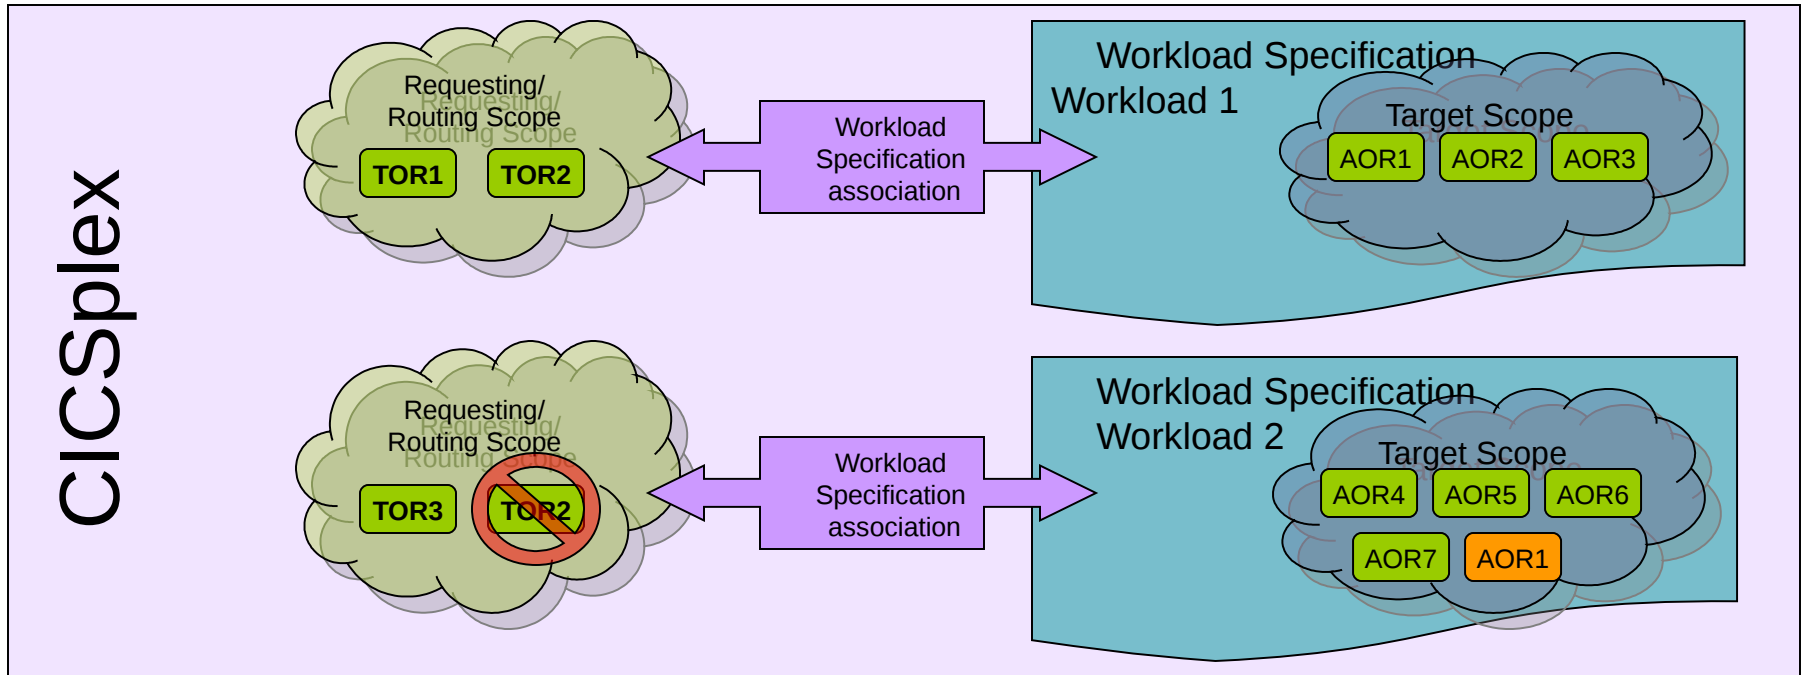 CICSplex
Requesting/
Routing Scope
TOR1 TOR2
Workload
Specification
association
Workload Specification
Workload 1
Target Scope
AOR1 AOR2 AOR3
Requesting/
Routing Scope
TOR3 TOR2
Workload
Specification
association
Workload Specification
Workload 2
Target Scope
AOR4 AOR5 AOR6
AOR7 AOR1